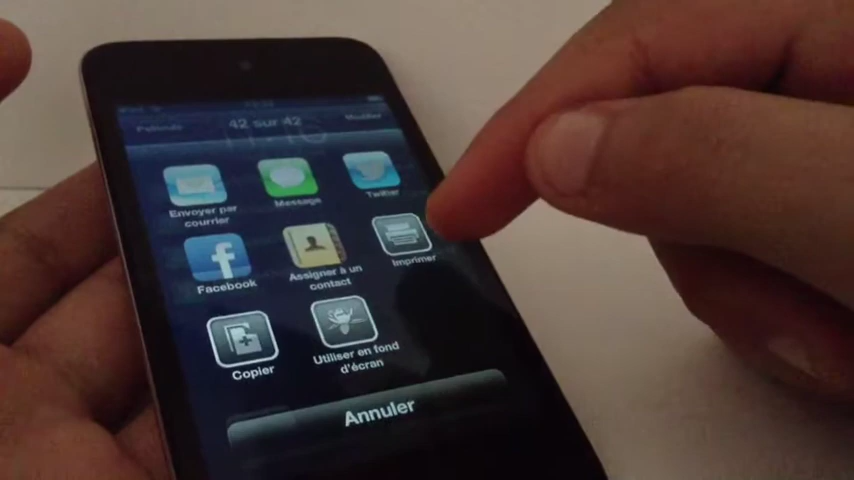 42 sur 42
Modifier
Envoyer par
courrier
Message
Twitter
Facebook
Assigner à un
contact
Imprimer
Copier
Utiliser en fond
d'écran
Annuler